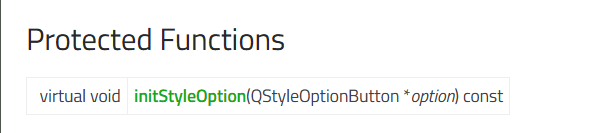 Protected Functions
virtual void initStyleOption(QStyleOptionButton *option) const